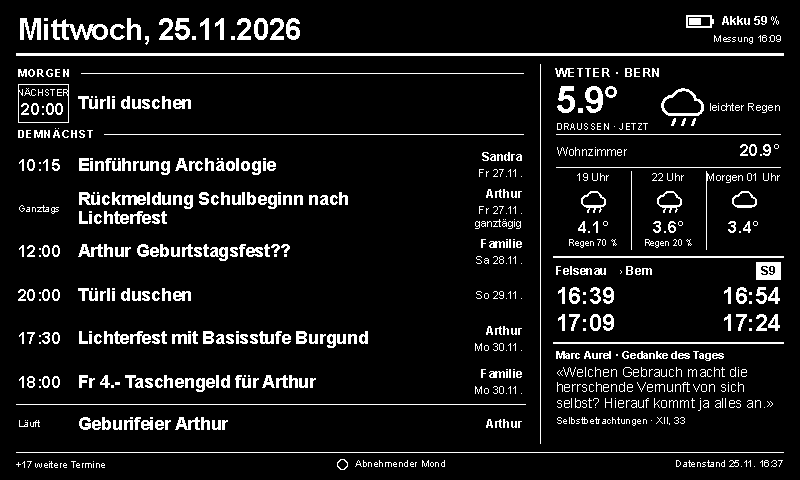 Mittwoch, 25.11.2026
Akku 59 %
Messung 16:09
MORGEN
NÄCHSTER
20:00 Türli duschen
DEMNÄCHST
10:15 Einführung Archäologie Sandra
Fr 27.11.
Ganztags Rückmeldung Schulbeginn nach Lichterfest Arthur
Fr 27.11.
ganztägig
12:00 Arthur Geburtstagsfest?? Familie
Sa 28.11.
20:00 Türli duschen So 29.11.
17:30 Lichterfest mit Basisstufe Burgund Arthur
Mo 30.11.
18:00 Fr 4.- Taschengeld für Arthur Familie
Mo 30.11.
Läuft Geburifeier Arthur Arthur
WETTER · BERN
5.9°
leichter Regen
DRAUSSEN · JETZT
Wohnzimmer 20.9°
19 Uhr
4.1°
Regen 70 %
22 Uhr
3.6°
Regen 20 %
Morgen 01 Uhr
3.4°
Felsenau › Bern S9
16:39 16:54
17:09 17:24
Marc Aurel · Gedanke des Tages
«Welchen Gebrauch macht die
herrschende Vernunft von sich
selbst? Hierauf kommt ja alles an.»
Selbstbetrachtungen · XII, 33
+17 weitere Termine
Abnehmender Mond
Datenstand 25.11. 16:37